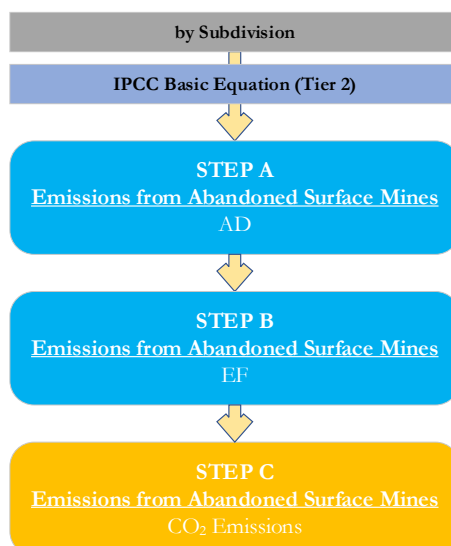 by Subdivision
IPCC Basic Equation (Tier 2)
STEP A
Emissions from Abandoned Surface Mines
AD
STEP B
Emissions from Abandoned Surface Mines
EF
STEP C
Emissions from Abandoned Surface Mines
CO₂ Emissions